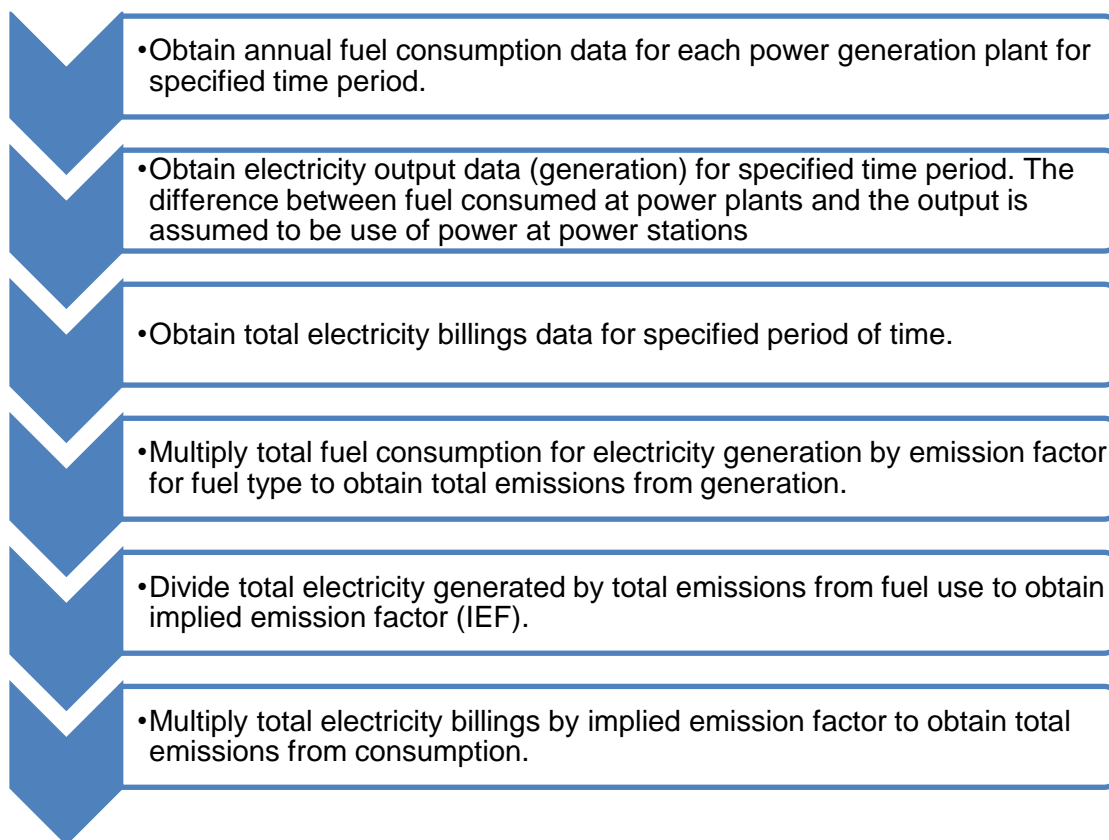 •Obtain annual fuel consumption data for each power generation plant for
specified time period.
•Obtain electricity output data (generation) for specified time period. The
difference between fuel consumed at power plants and the output is
assumed to be use of power at power stations
•Obtain total electricity billings data for specified period of time.
•Multiply total fuel consumption for electricity generation by emission factor
for fuel type to obtain total emissions from generation.
•Divide total electricity generated by total emissions from fuel use to obtain
implied emission factor (IEF).
•Multiply total electricity billings by implied emission factor to obtain total
emissions from consumption.